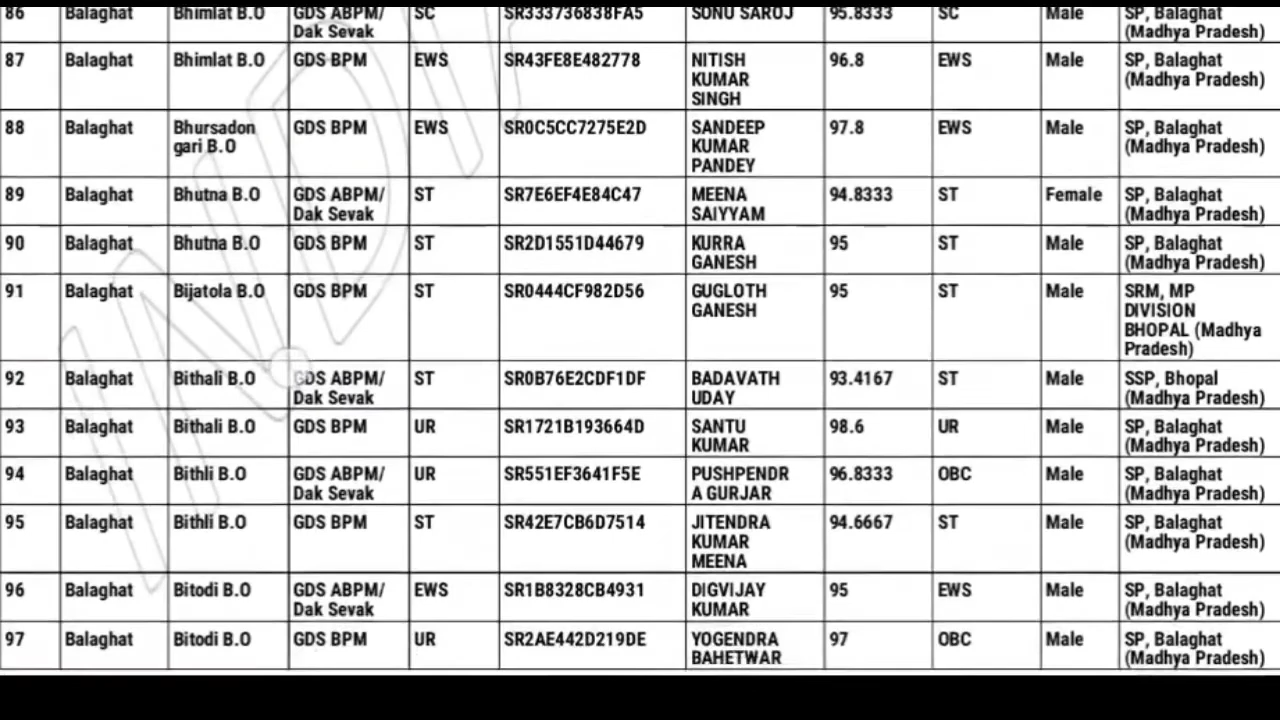 86 Balaghat Bhimlat B.O GDS ABPM/ SC SR333736838FA5 SONU SAROJ 95.8333 SC Male SP, Balaghat
Dak Sevak (Madhya Pradesh)
87 Balaghat Bhimlat B.O GDS BPM EWS SR43FE8E482778 NITISH 96.8 EWS Male SP, Balaghat
KUMAR (Madhya Pradesh)
SINGH
88 Balaghat Bhursadon GDS BPM EWS SR0C5CC7275E2D SANDEEP 97.8 EWS Male SP, Balaghat
gari B.O KUMAR (Madhya Pradesh)
PANDEY
89 Balaghat Bhutna B.O GDS ABPM/ ST SR7E6EF4E84C47 MEENA 94.8333 ST Female SP, Balaghat
Dak Sevak SAIYYAM (Madhya Pradesh)
90 Balaghat Bhutna B.O GDS BPM ST SR2D1551D44679 KURRA 95 ST Male SP, Balaghat
GANESH (Madhya Pradesh)
91 Balaghat Bijatola B.O GDS BPM ST SR0444CF982D56 GUGLOTH 95 ST Male SRM, MP
GANESH DIVISION
BHOPAL (Madhya
Pradesh)
92 Balaghat Bithali B.O GDS ABPM/ ST SR0B76E2CDF1DF BADAVATH 93.4167 ST Male SSP, Bhopal
Dak Sevak UDAY (Madhya Pradesh)
93 Balaghat Bithali B.O GDS BPM UR SR1721B193664D SANTU 98.6 UR Male SP, Balaghat
KUMAR (Madhya Pradesh)
94 Balaghat Bithli B.O GDS ABPM/ UR SR551EF3641F5E PUSHPENDR 96.8333 OBC Male SP, Balaghat
Dak Sevak A GURJAR (Madhya Pradesh)
95 Balaghat Bithli B.O GDS BPM ST SR42E7CB6D7514 JITENDRA 94.6667 ST Male SP, Balaghat
KUMAR (Madhya Pradesh)
MEENA
96 Balaghat Bitodi B.O GDS ABPM/ EWS SR1B8328CB4931 DIGVIJAY 95 EWS Male SP, Balaghat
Dak Sevak KUMAR (Madhya Pradesh)
97 Balaghat Bitodi B.O GDS BPM UR SR2AE442D219DE YOGENDRA 97 OBC Male SP, Balaghat
BAHETWAR (Madhya Pradesh)